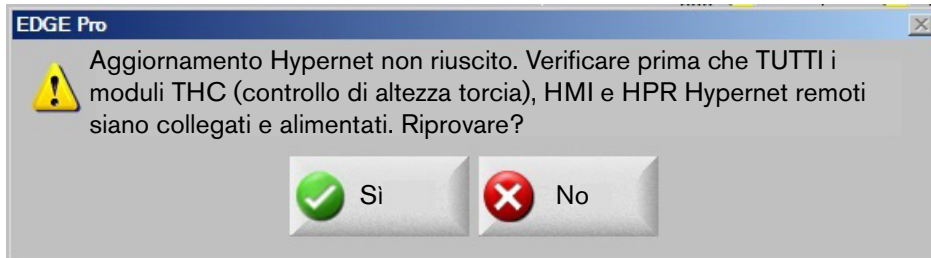 EDGE Pro
Aggiornamento Hypernet non riuscito. Verificare prima che TUTTI i
moduli THC (controllo di altezza torcia), HMI e HPR Hypernet remoti
siano collegati e alimentati. Riprovare?
Sì
No